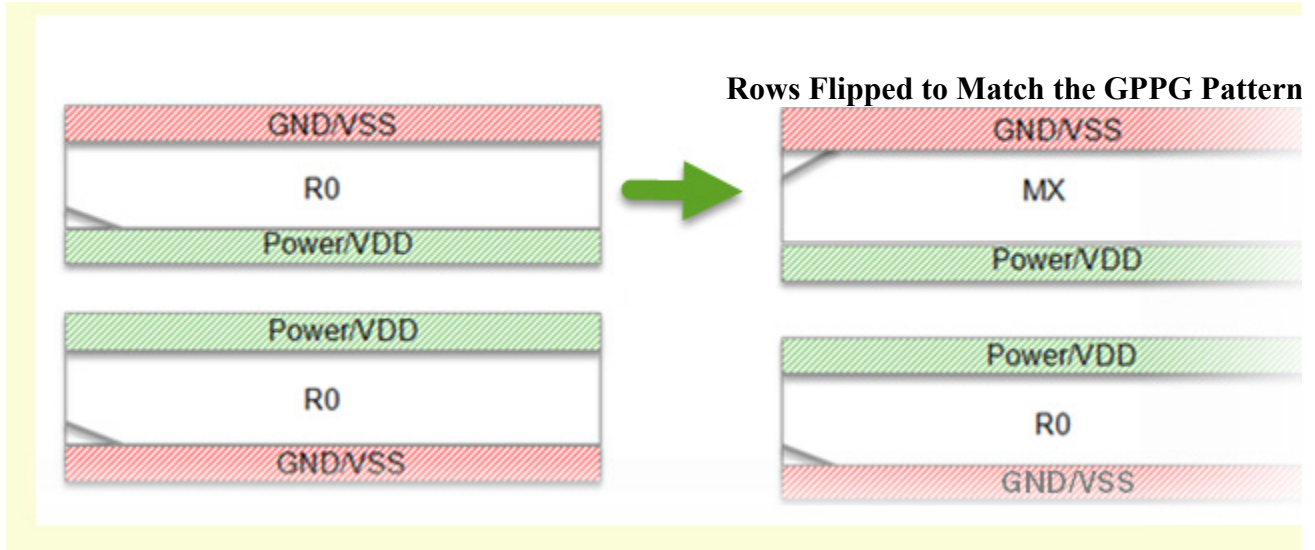 Rows Flipped to Match the GPPG Pattern
GND/VSS
R0
Power/VDD
Power/VDD
R0
GND/VSS
GND/VSS
MX
Power/VDD
Power/VDD
R0
GND/VSS